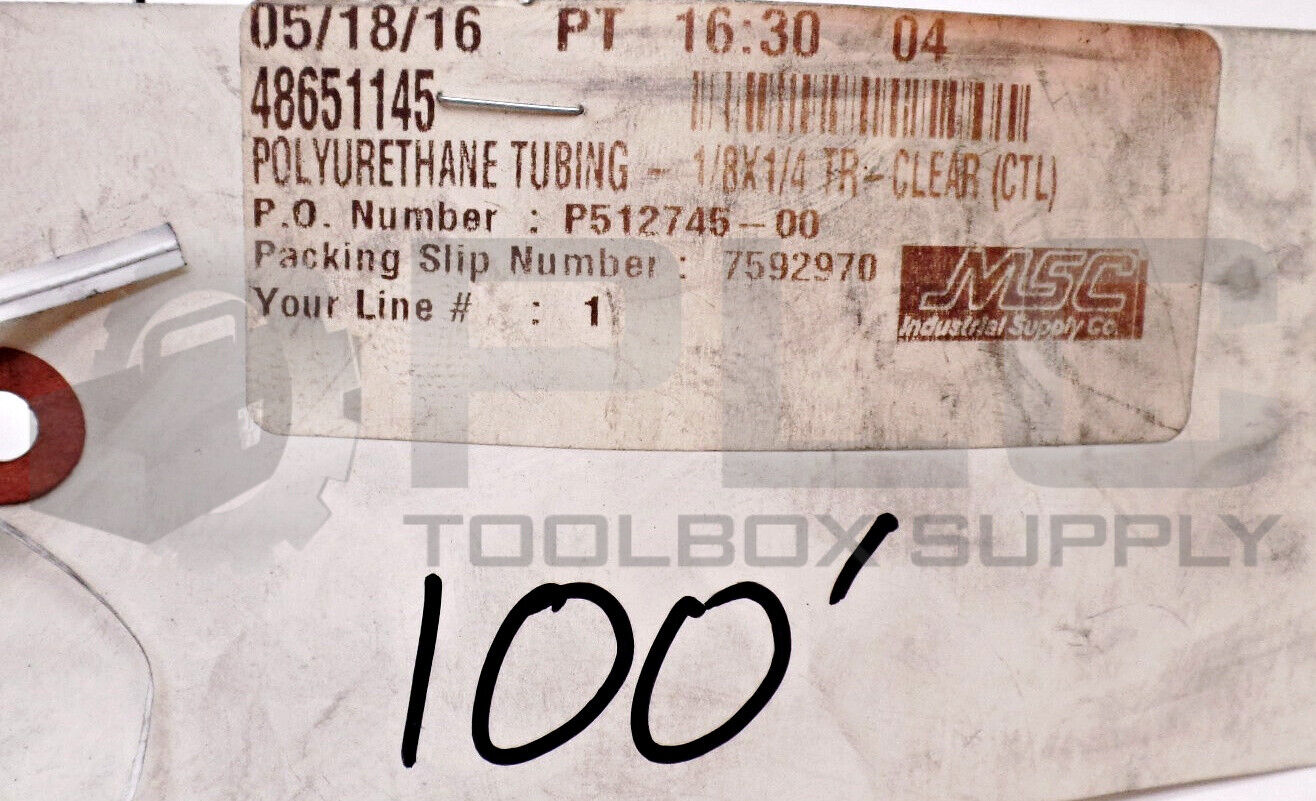 05/18/16 PT 16:30 04
48651145
POLYURETHANE TUBING - 1/8X1/4 TR- CLEAR (CTL)
P.O. Number : P512745-00
Packing Slip Number : 7592970
Your Line # : 1
MSC
Industrial Supply Co.
PLC
TOOLBOX SUPPLY
100'